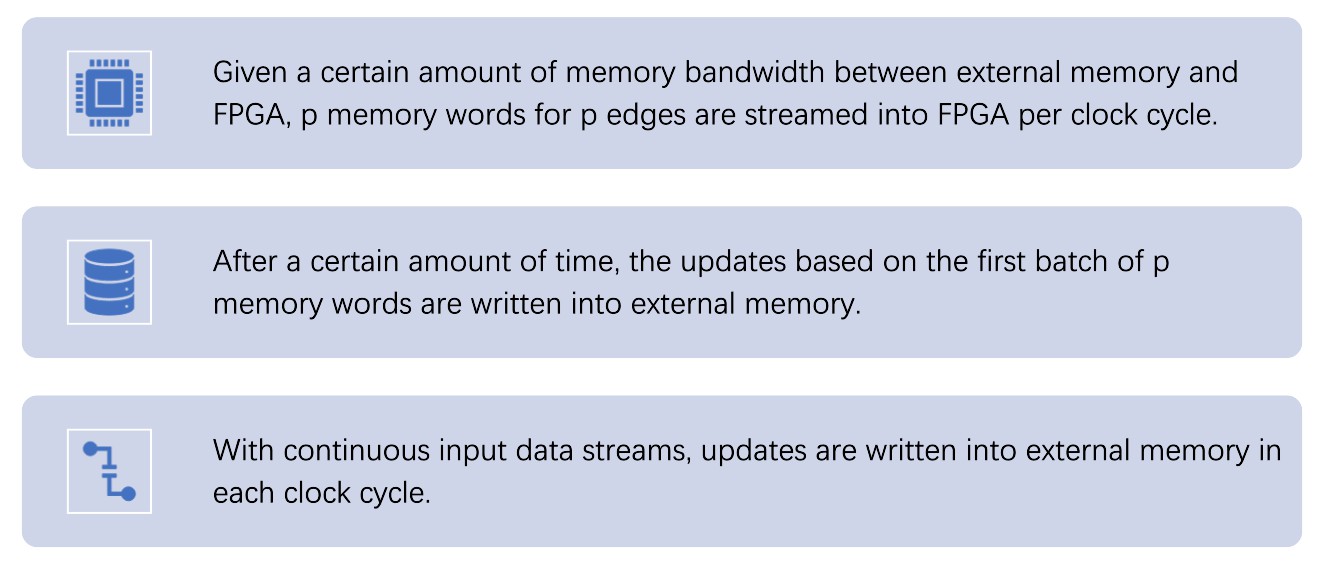 Given a certain amount of memory bandwidth between external memory and
FPGA, p memory words for p edges are streamed into FPGA per clock cycle.
After a certain amount of time, the updates based on the first batch of p
memory words are written into external memory.
With continuous input data streams, updates are written into external memory in
each clock cycle.